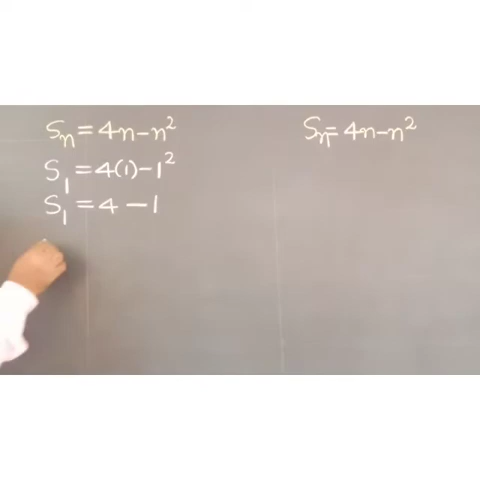 Sₙ = 4n - n²
S₁ = 4(1) - 1²
S₁ = 4 - 1
Sₙ = 4n - n²